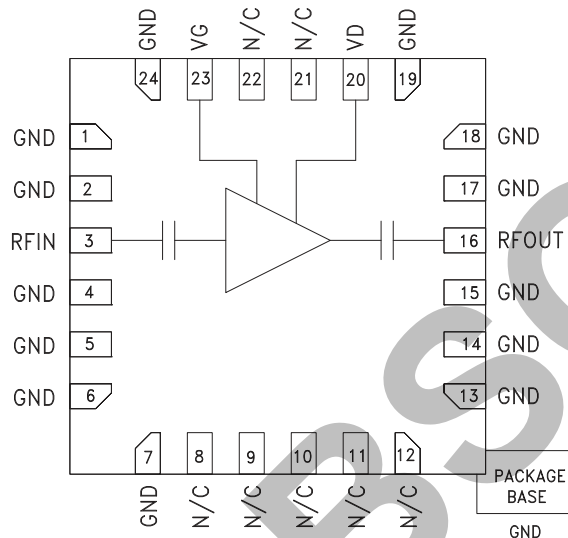 GND VG N/C N/C VD GND
24 23 22 21 20 19
GND 1 18 GND
GND 2 17 GND
RFIN 3 16 RFOUT
GND 4 15 GND
GND 5 14 GND
GND 6 13 GND
7 8 9 10 11 12
GND N/C N/C N/C N/C N/C
PACKAGE
BASE
GND
BSO